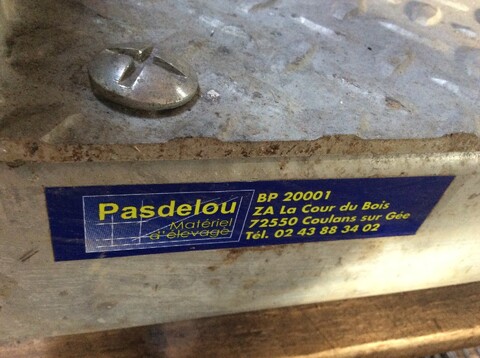 Pasdelou
Matériel
d'élevage
BP 20001
ZA La Cour du Bois
72550 Coulans sur Gée
Tél. 02 43 88 34 02